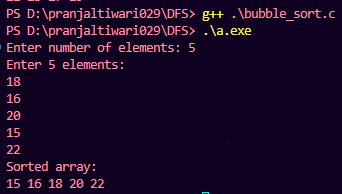 PS D:\pranjaltiwari029\DFS> g++ .\bubble_sort.c
PS D:\pranjaltiwari029\DFS> .\a.exe
Enter number of elements: 5
Enter 5 elements:
18
16
20
15
22
Sorted array:
15 16 18 20 22